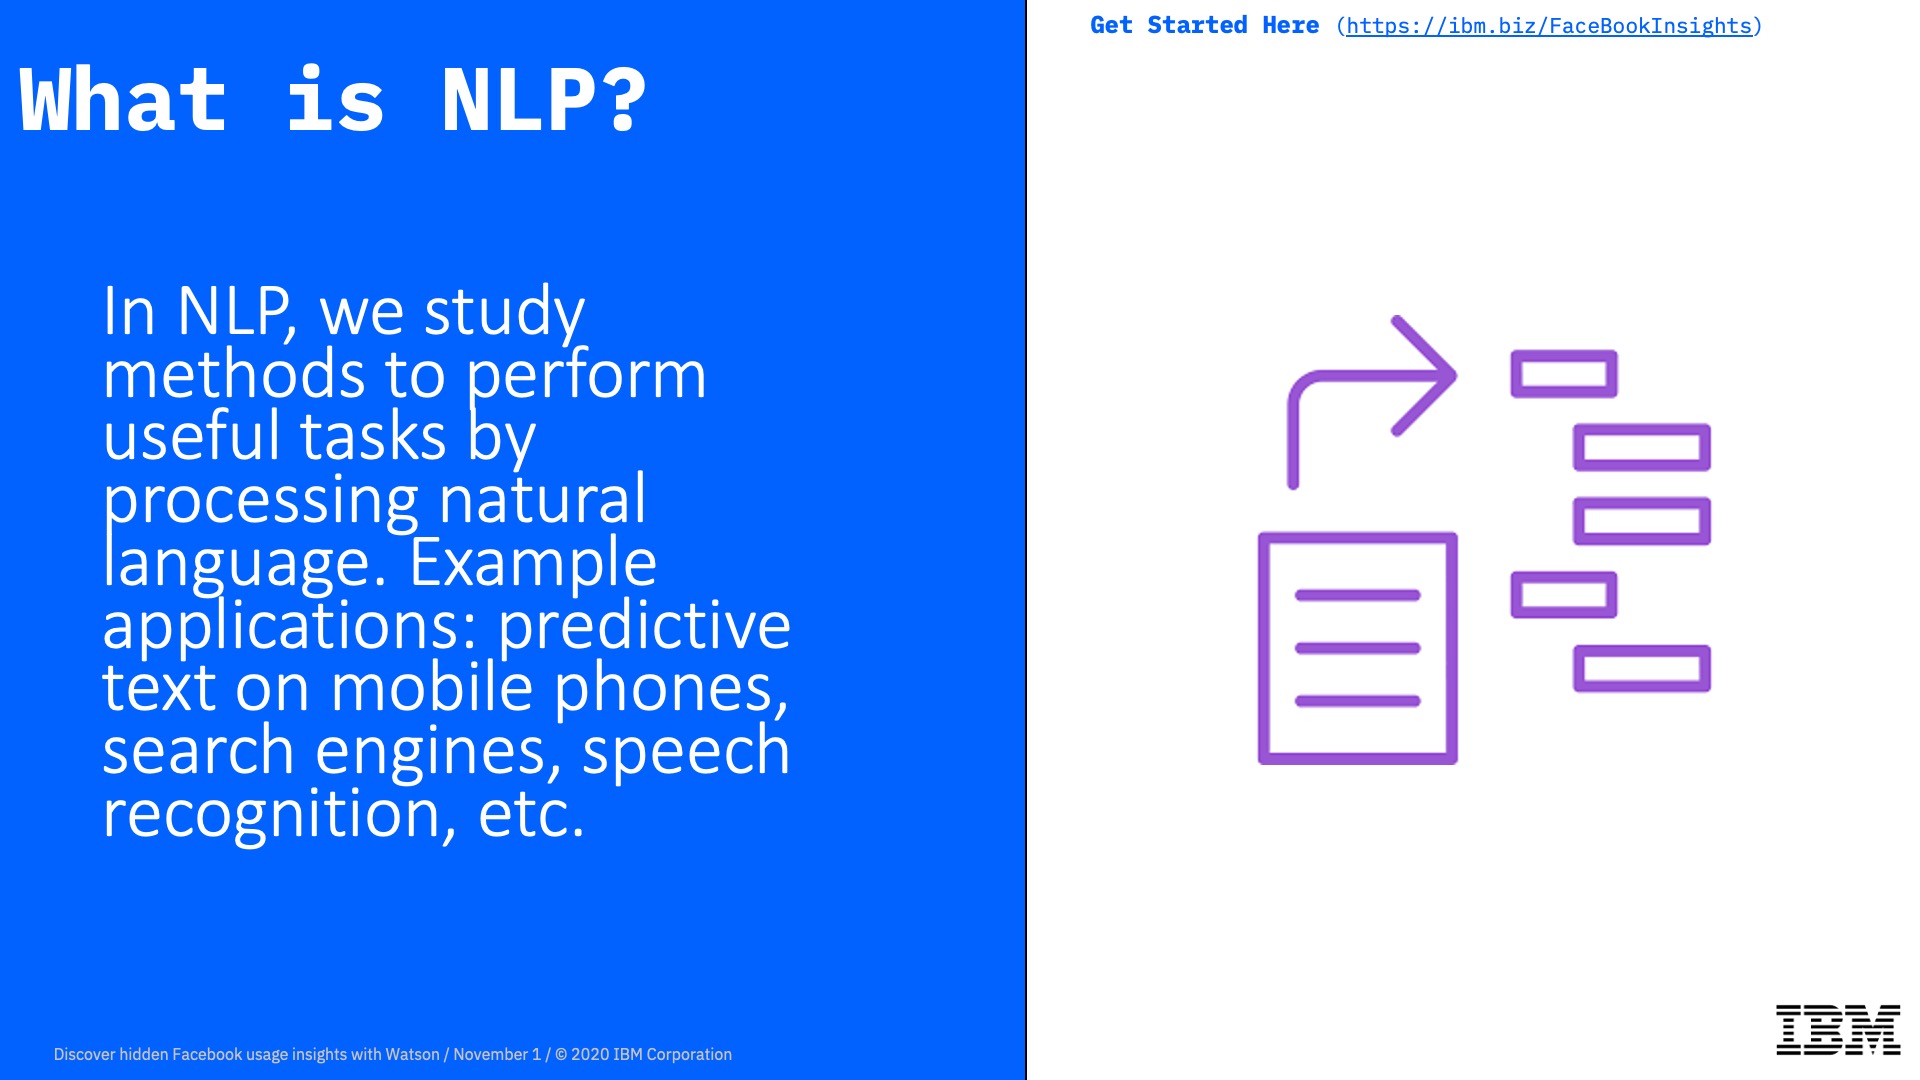 Get Started Here (https://ibm.biz/FaceBookInsights)
What is NLP?
In NLP, we study
methods to perform
useful tasks by
processing natural
language. Example
applications: predictive
text on mobile phones,
search engines, speech
recognition, etc.
Discover hidden Facebook usage insights with Watson / November 1 / © 2020 IBM Corporation
IBM